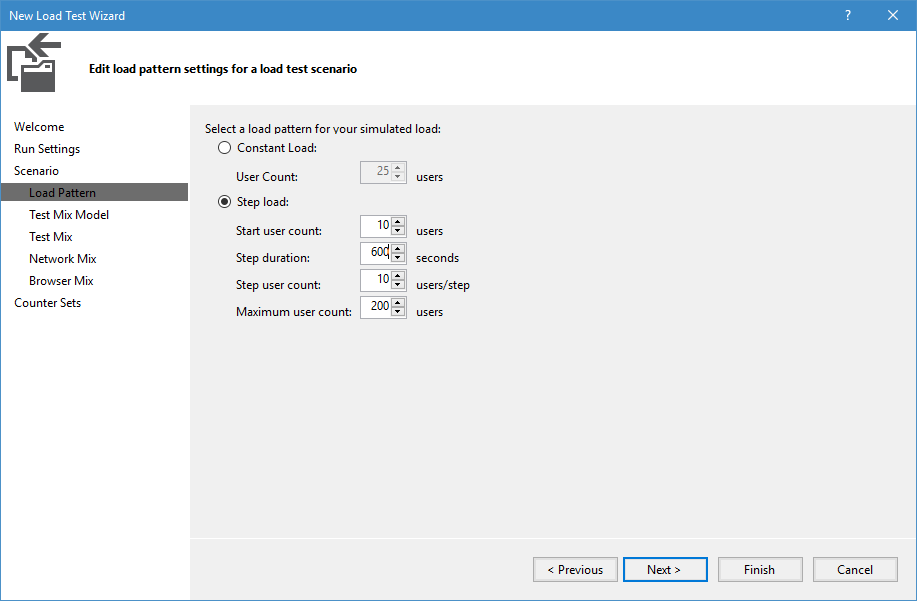 New Load Test Wizard
?
Edit load pattern settings for a load test scenario
Welcome
Run Settings
Scenario
Load Pattern
Test Mix Model
Test Mix
Network Mix
Browser Mix
Counter Sets
Select a load pattern for your simulated load:
Constant Load:
User Count: 25 users
Step load:
Start user count: 10 users
Step duration: 600 seconds
Step user count: 10 users/step
Maximum user count: 200 users
< Previous Next > Finish Cancel